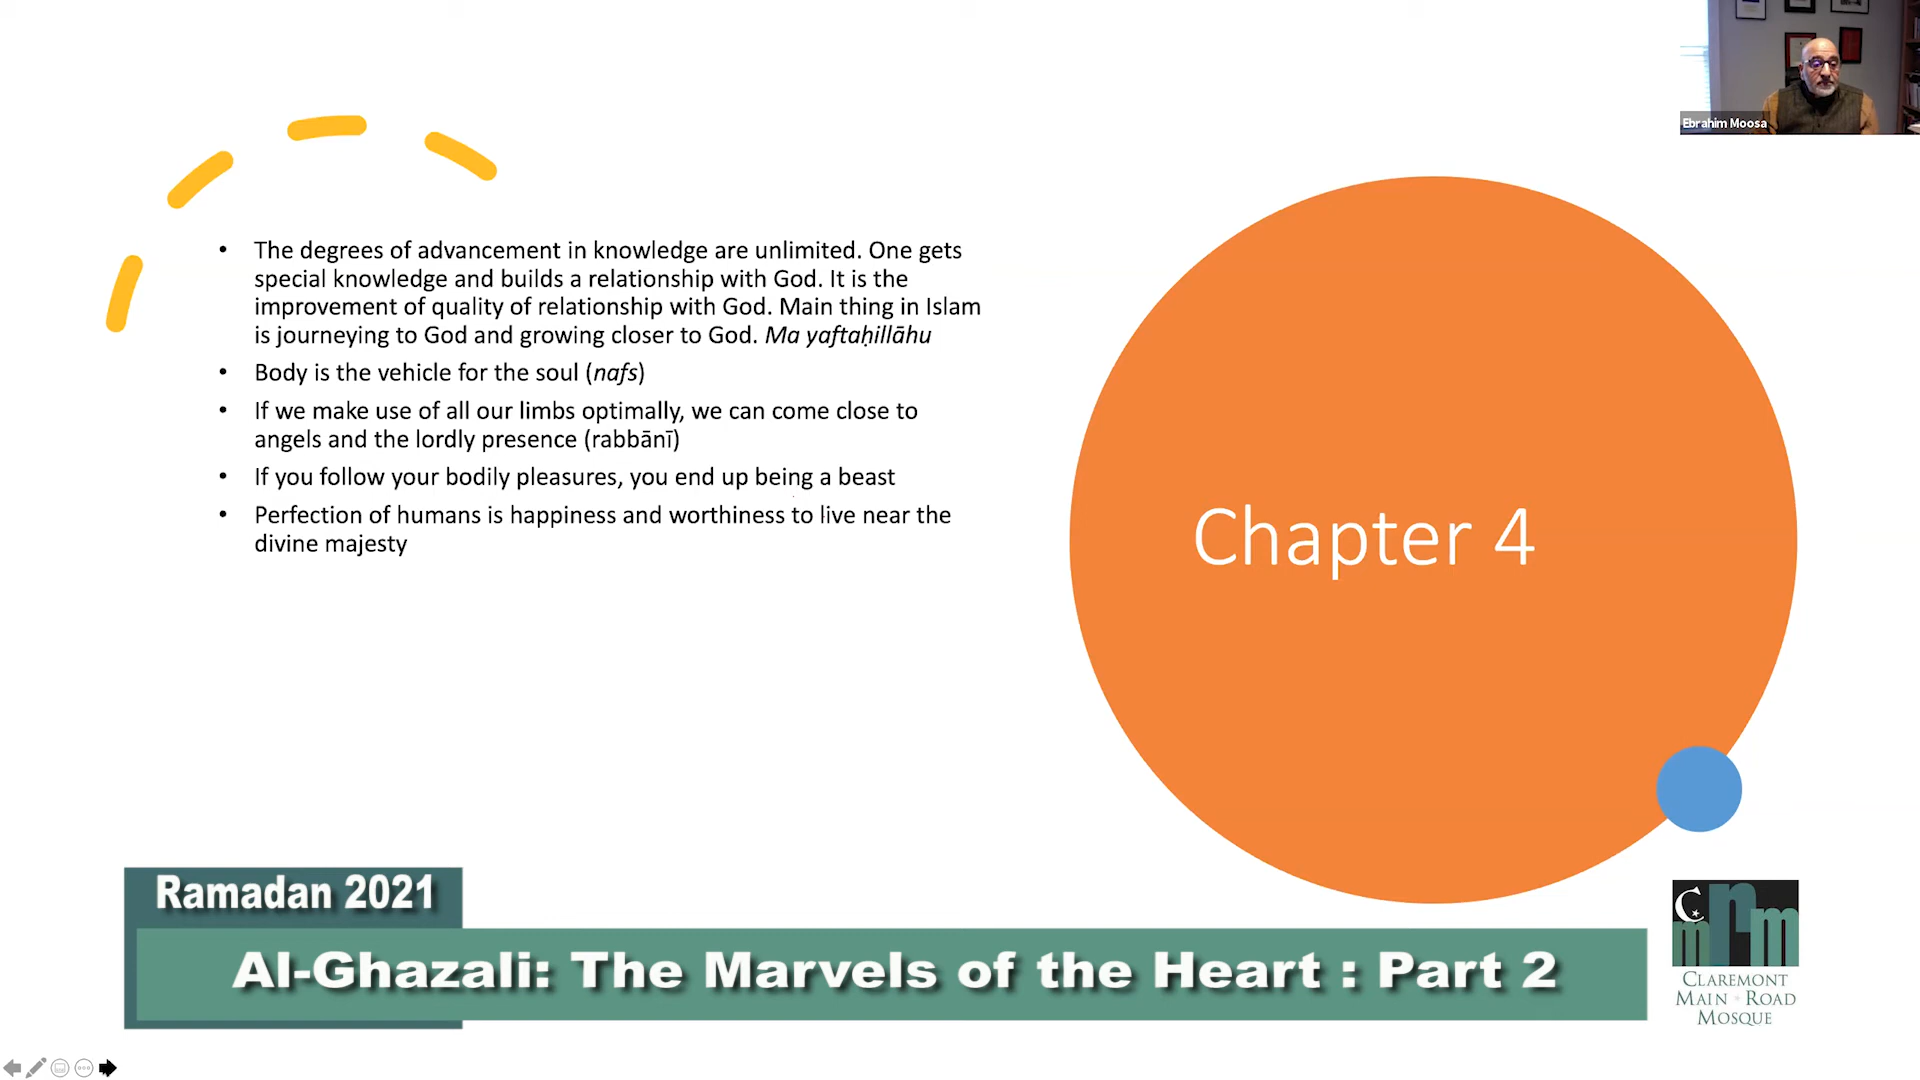 Ebrahim Moosa
• The degrees of advancement in knowledge are unlimited. One gets
special knowledge and builds a relationship with God. It is the
improvement of quality of relationship with God. Main thing in Islam
is journeying to God and growing closer to God. Ma yaftaḥillāhu
• Body is the vehicle for the soul (nafs)
• If we make use of all our limbs optimally, we can come close to
angels and the lordly presence (rabbānī)
• If you follow your bodily pleasures, you end up being a beast
• Perfection of humans is happiness and worthiness to live near the
divine majesty
Chapter 4
Ramadan 2021
Al-Ghazali: The Marvels of the Heart : Part 2
cmrm
CLAREMONT
MAIN • ROAD
MOSQUE